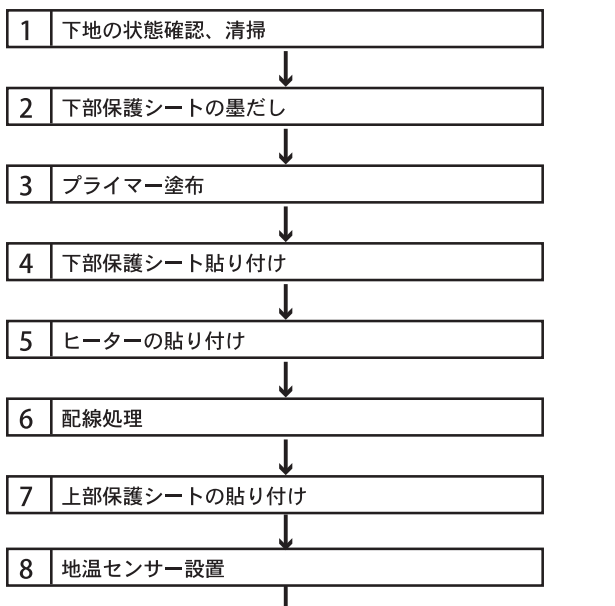 1 下地の状態確認、清掃
2 下部保護シートの墨だし
3 プライマー塗布
4 下部保護シート貼り付け
5 ヒーターの貼り付け
6 配線処理
7 上部保護シートの貼り付け
8 地温センサー設置